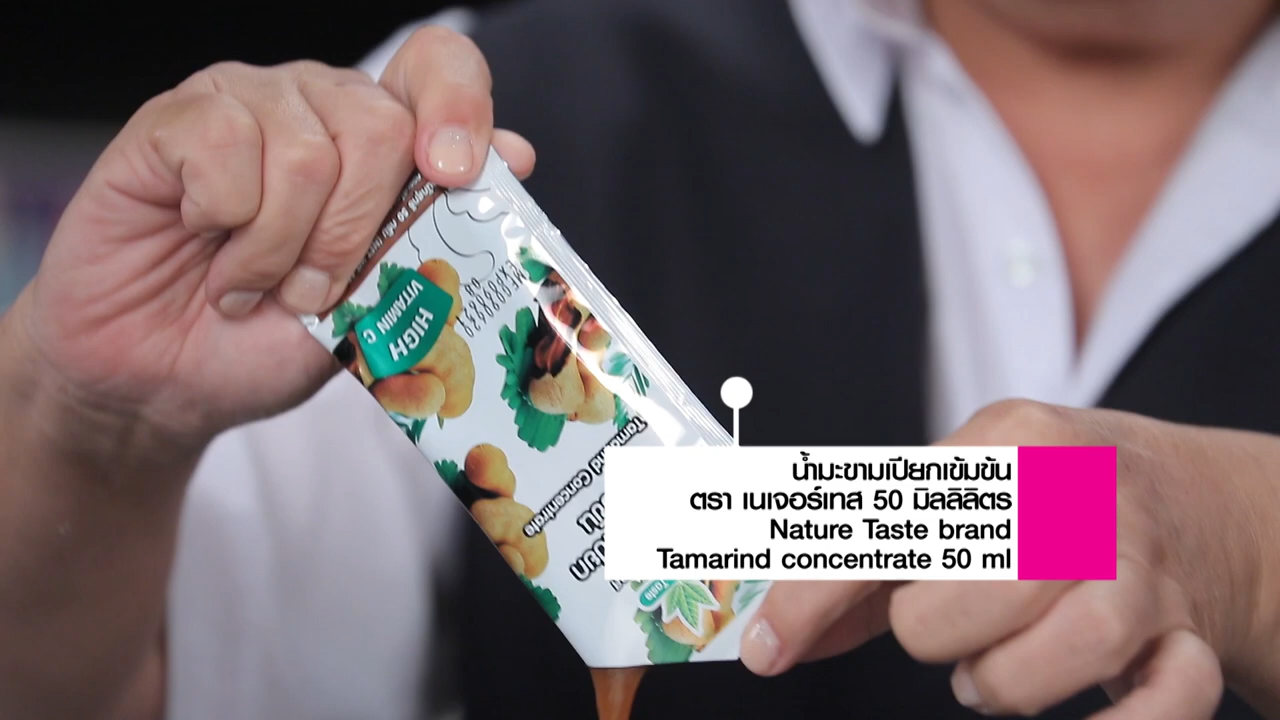 น้ำมะขามเปียกเข้มข้น
ตรา เนเจอร์เทส 50 มิลลิลิตร
Nature Taste brand
Tamarind concentrate 50 ml
HIGH
VITAMIN C
Tamarind Concentrate
Taste